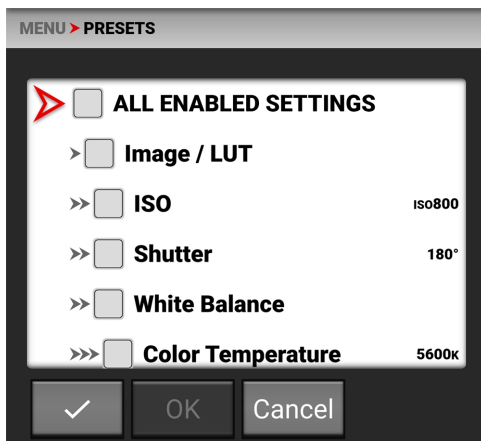 MENU > PRESETS
ALL ENABLED SETTINGS
Image / LUT
ISO ISO800
Shutter 180°
White Balance
Color Temperature 5600K
OK Cancel